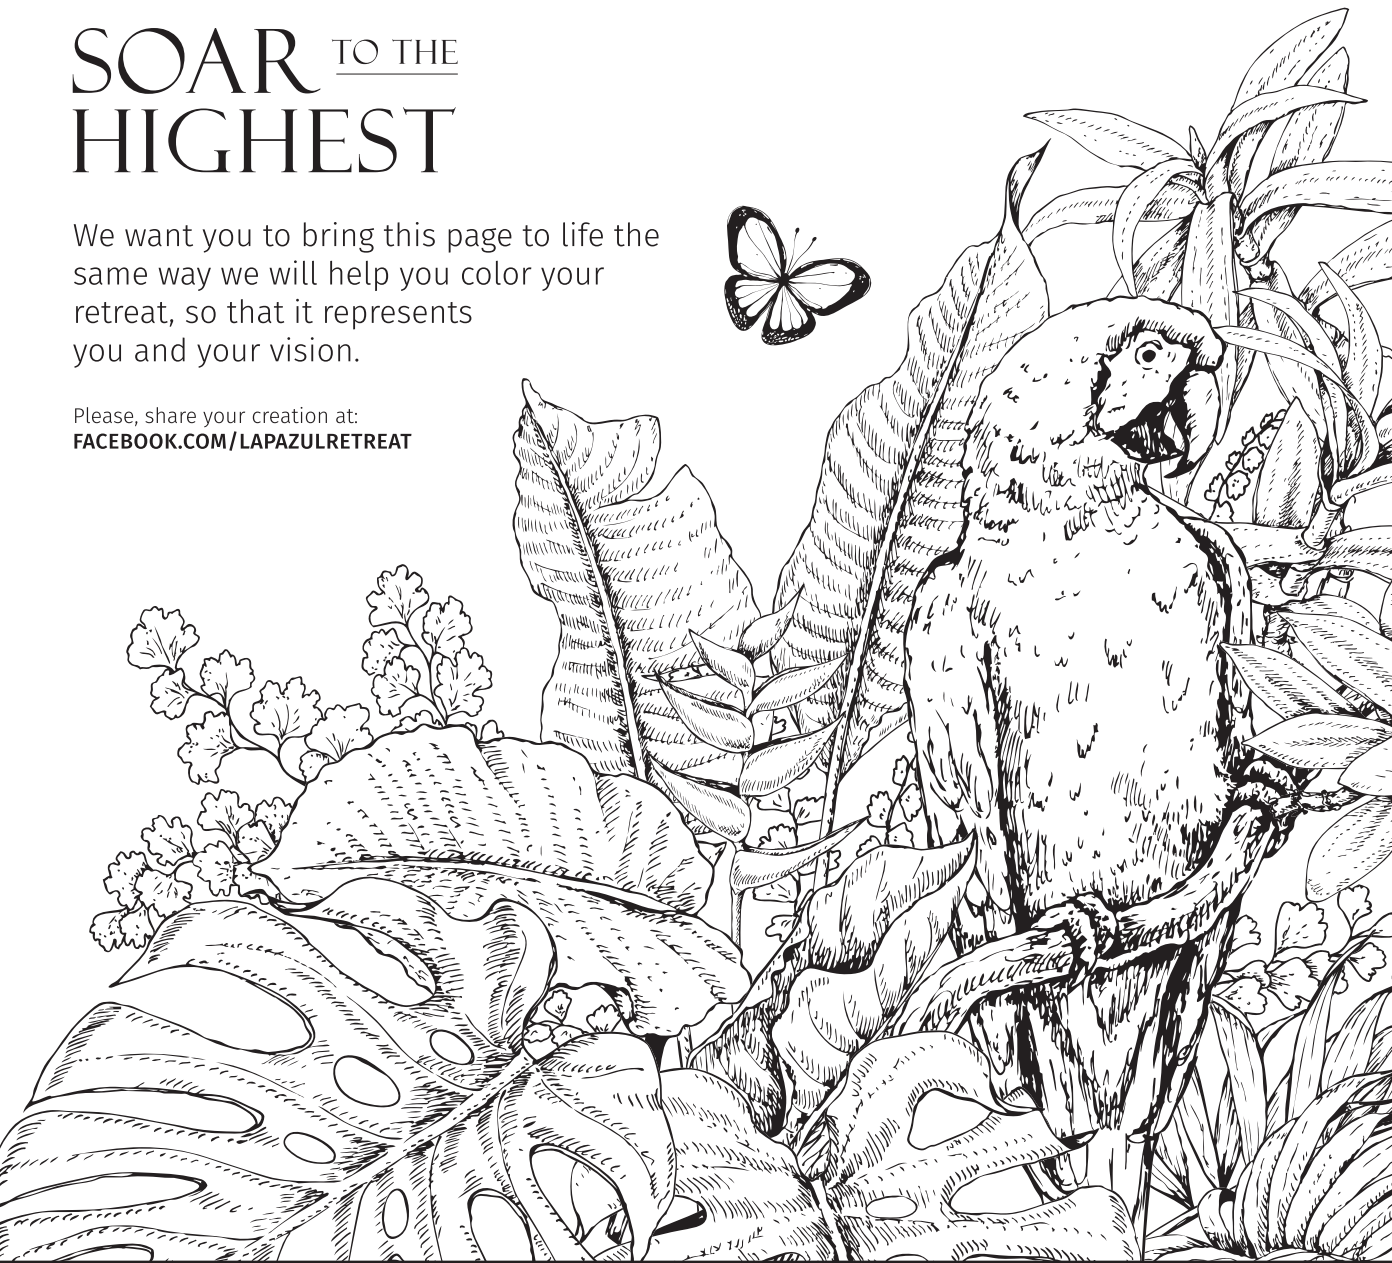 SOAR TO THE
HIGHEST
We want you to bring this page to life the
same way we will help you color your
retreat, so that it represents
you and your vision.
Please, share your creation at:
FACEBOOK.COM/LAPAZULRETREAT